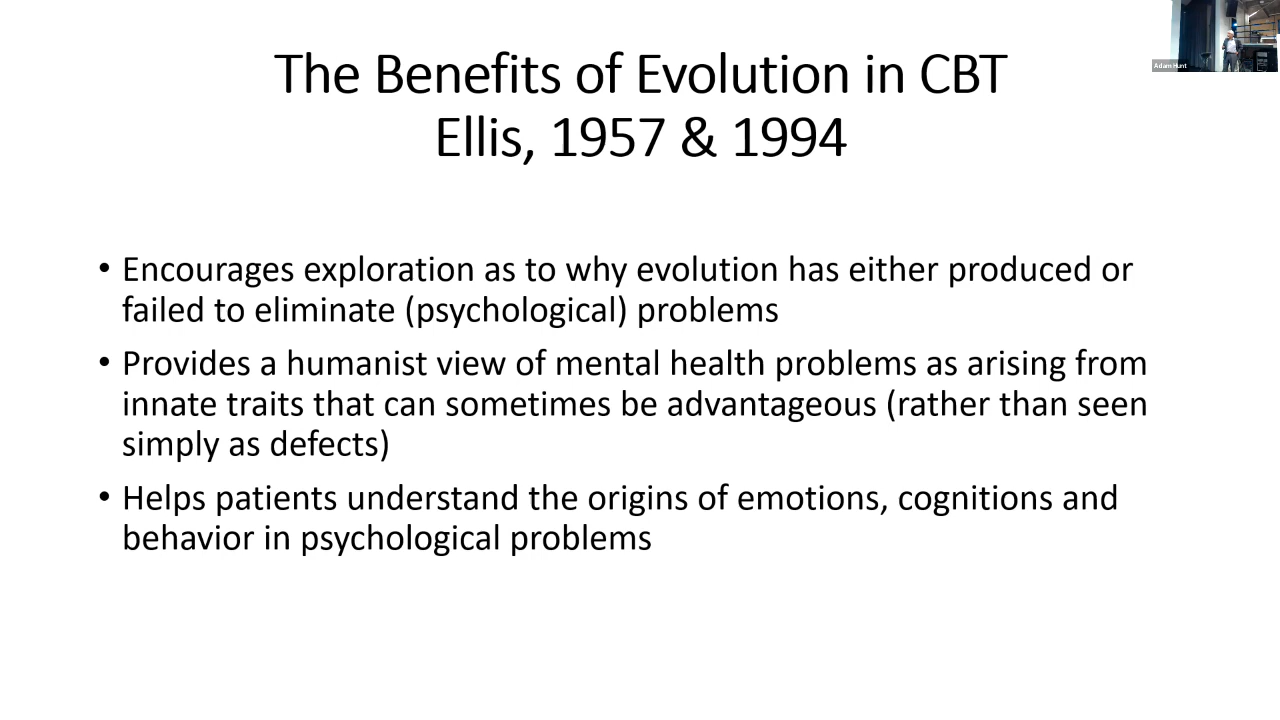 The Benefits of Evolution in CBT
Ellis, 1957 & 1994
Adam Hunt
• Encourages exploration as to why evolution has either produced or
failed to eliminate (psychological) problems
• Provides a humanist view of mental health problems as arising from
innate traits that can sometimes be advantageous (rather than seen
simply as defects)
• Helps patients understand the origins of emotions, cognitions and
behavior in psychological problems